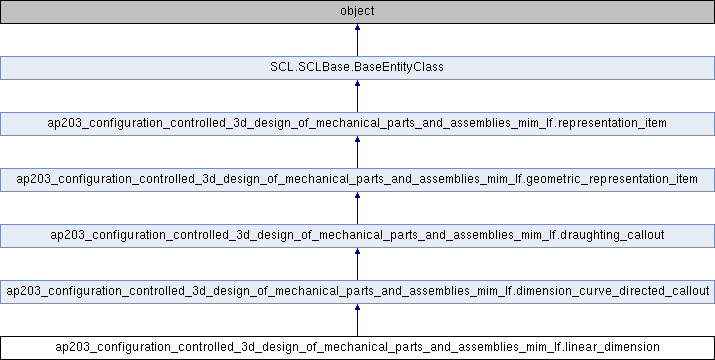 object
SCL.SCLBase.BaseEntityClass
ap203_configuration_controlled_3d_design_of_mechanical_parts_and_assemblies_mim_lf.representation_item
ap203_configuration_controlled_3d_design_of_mechanical_parts_and_assemblies_mim_lf.geometric_representation_item
ap203_configuration_controlled_3d_design_of_mechanical_parts_and_assemblies_mim_lf.draughting_callout
ap203_configuration_controlled_3d_design_of_mechanical_parts_and_assemblies_mim_lf.dimension_curve_directed_callout
ap203_configuration_controlled_3d_design_of_mechanical_parts_and_assemblies_mim_lf.linear_dimension